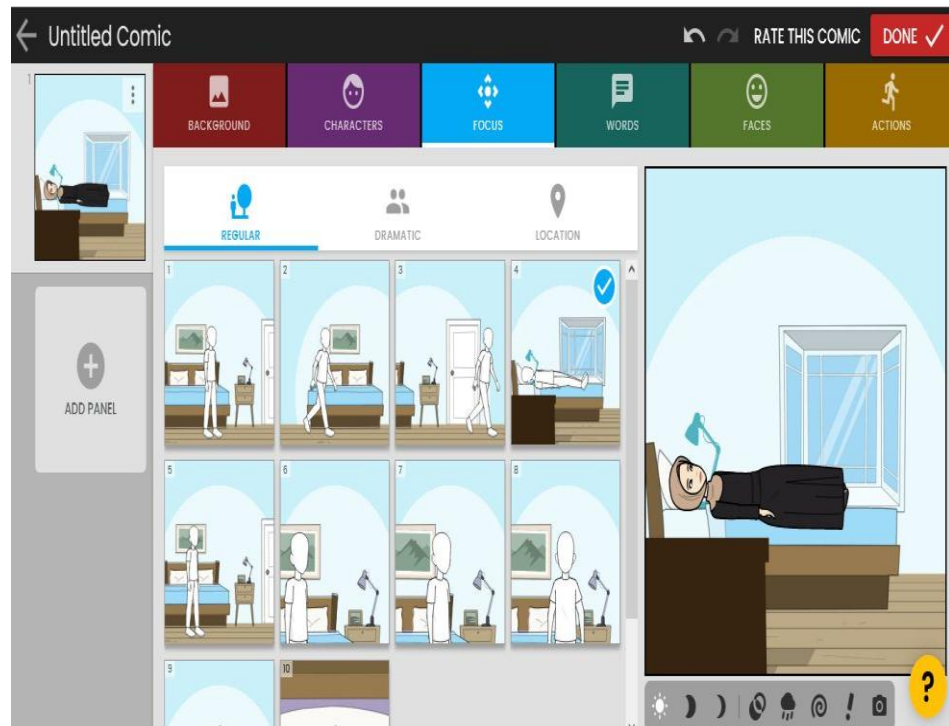 Untitled Comic
RATE THIS COMIC
DONE
1
BACKGROUND
CHARACTERS
FOCUS
WORDS
FACES
ACTIONS
REGULAR
DRAMATIC
LOCATION
ADD PANEL
1
2
3
4
5
6
7
8
9
10
?